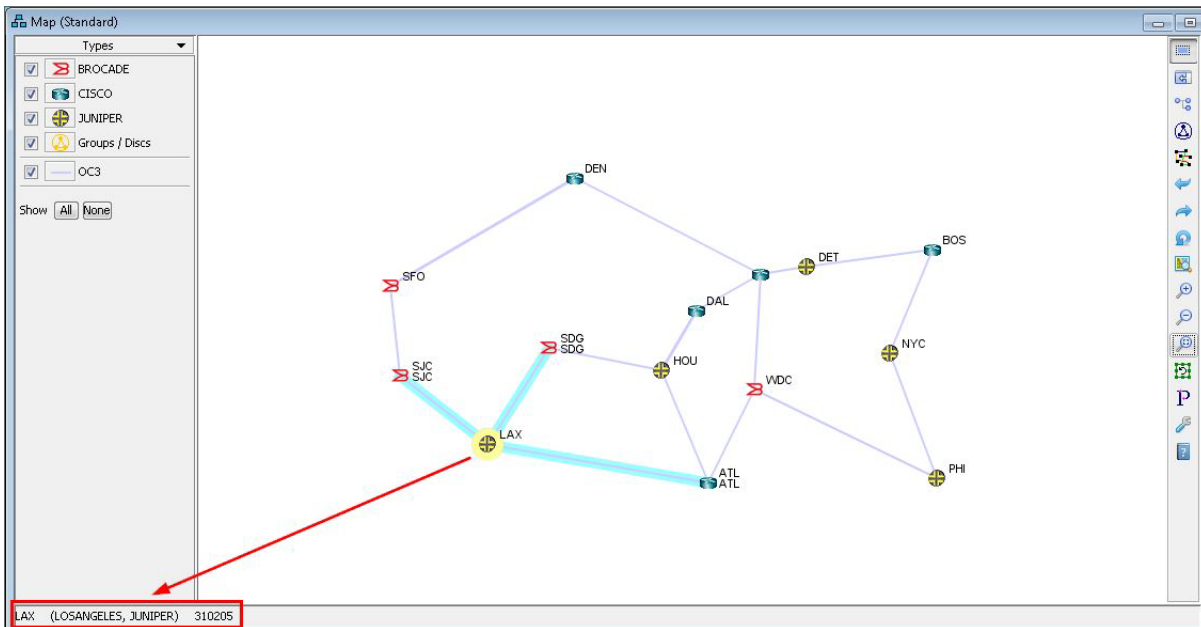 Map (Standard)
Types
BROCADE
CISCO
JUNIPER
Groups / Discs
OC3
Show All None
DEN
BOS
DET
SFO
DAL
SDG
SDG
NYC
HOU
SJC
SJC
WDC
LAX
ATL
ATL
PHI
P
?
LAX (LOSANGELES, JUNIPER) 310205